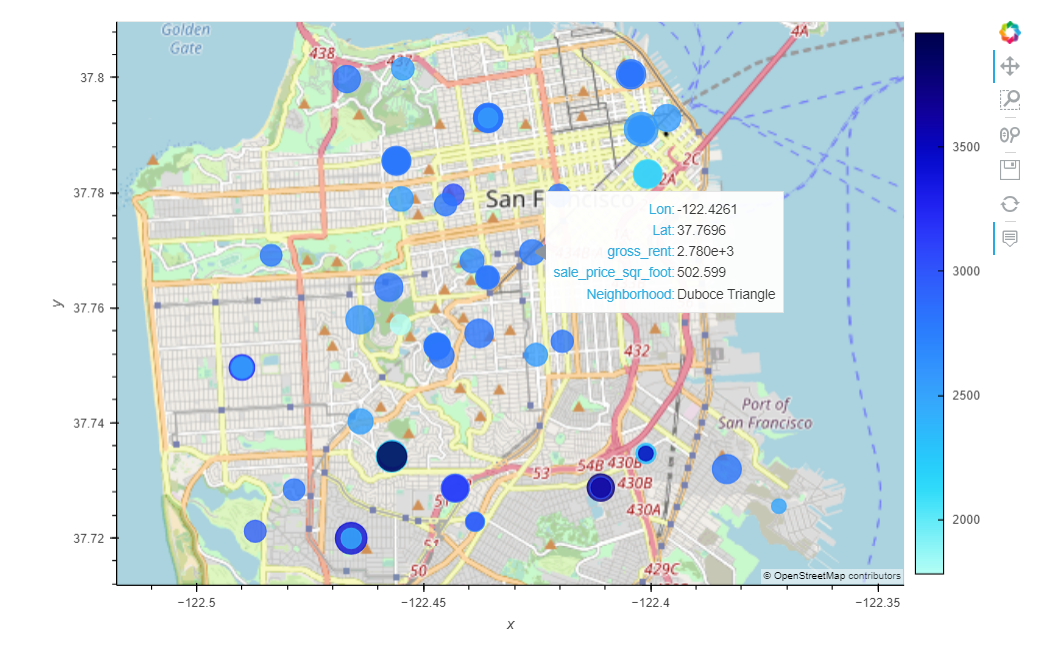 Golden
Gate
438
437
4A
37.8
3500
2C
2A
37.78
San Francisco
Lon: -122.4261
Lat: 37.7696
gross_rent: 2.780e+3
sale_price_sqr_foot: 502.599
Neighborhood: Duboce Triangle
3000
y
37.76
432
2500
Port of
San Francisco
37.74
54B 430B
53
430B
430A
2000
37.72
50
429C
© OpenStreetMap contributors
−122.5
−122.45
−122.4
−122.35
x